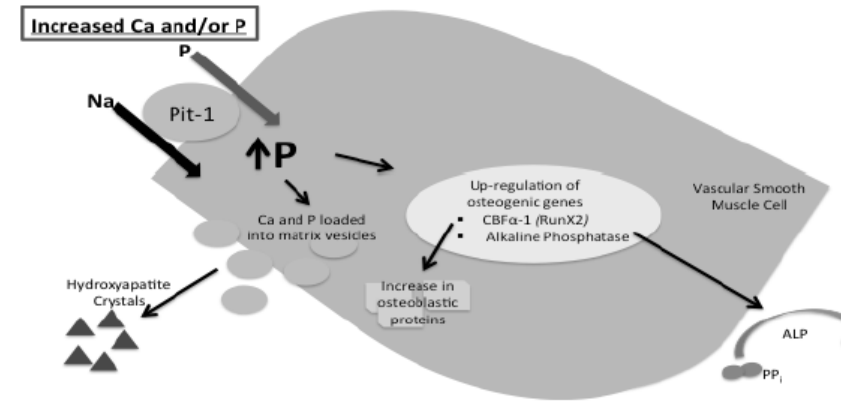 Increased Ca and/or P
P
Na
Pit-1
↑P
Ca and P loaded
into matrix vesicles
Up-regulation of
osteogenic genes
▪ CBFα-1 (RunX2)
▪ Alkaline Phosphatase
Vascular Smooth
Muscle Cell
Hydroxyapatite
Crystals
Increase in
osteoblastic
proteins
ALP
PPi